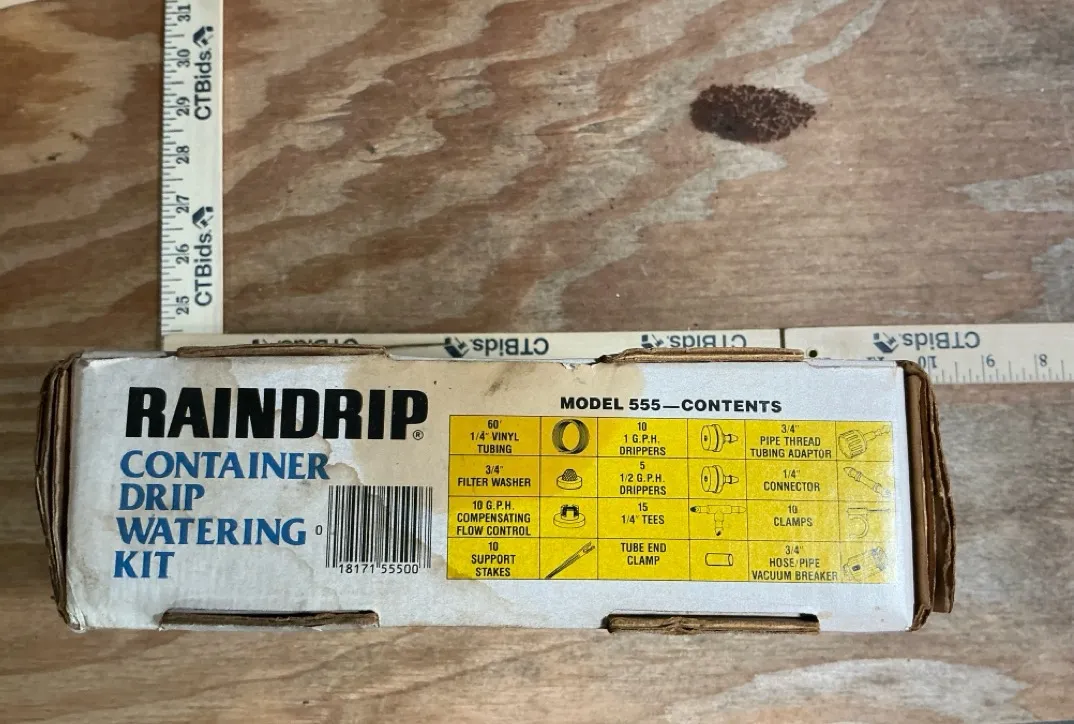 31
30
29
28
27
26
25
CTBids
CTBids
CTBids
CTBids
CTBids
10
9
8
RAINDRIP®
CONTAINER
DRIP
WATERING
KIT
0
18171 55500
MODEL 555—CONTENTS
60'
1/4" VINYL
TUBING
10
1 G.P.H.
DRIPPERS
3/4"
PIPE THREAD
TUBING ADAPTOR
3/4"
FILTER WASHER
5
1/2 G.P.H.
DRIPPERS
1/4"
CONNECTOR
10 G.P.H.
COMPENSATING
FLOW CONTROL
15
1/4" TEES
10
CLAMPS
10
SUPPORT
STAKES
TUBE END
CLAMP
3/4"
HOSE/PIPE
VACUUM BREAKER